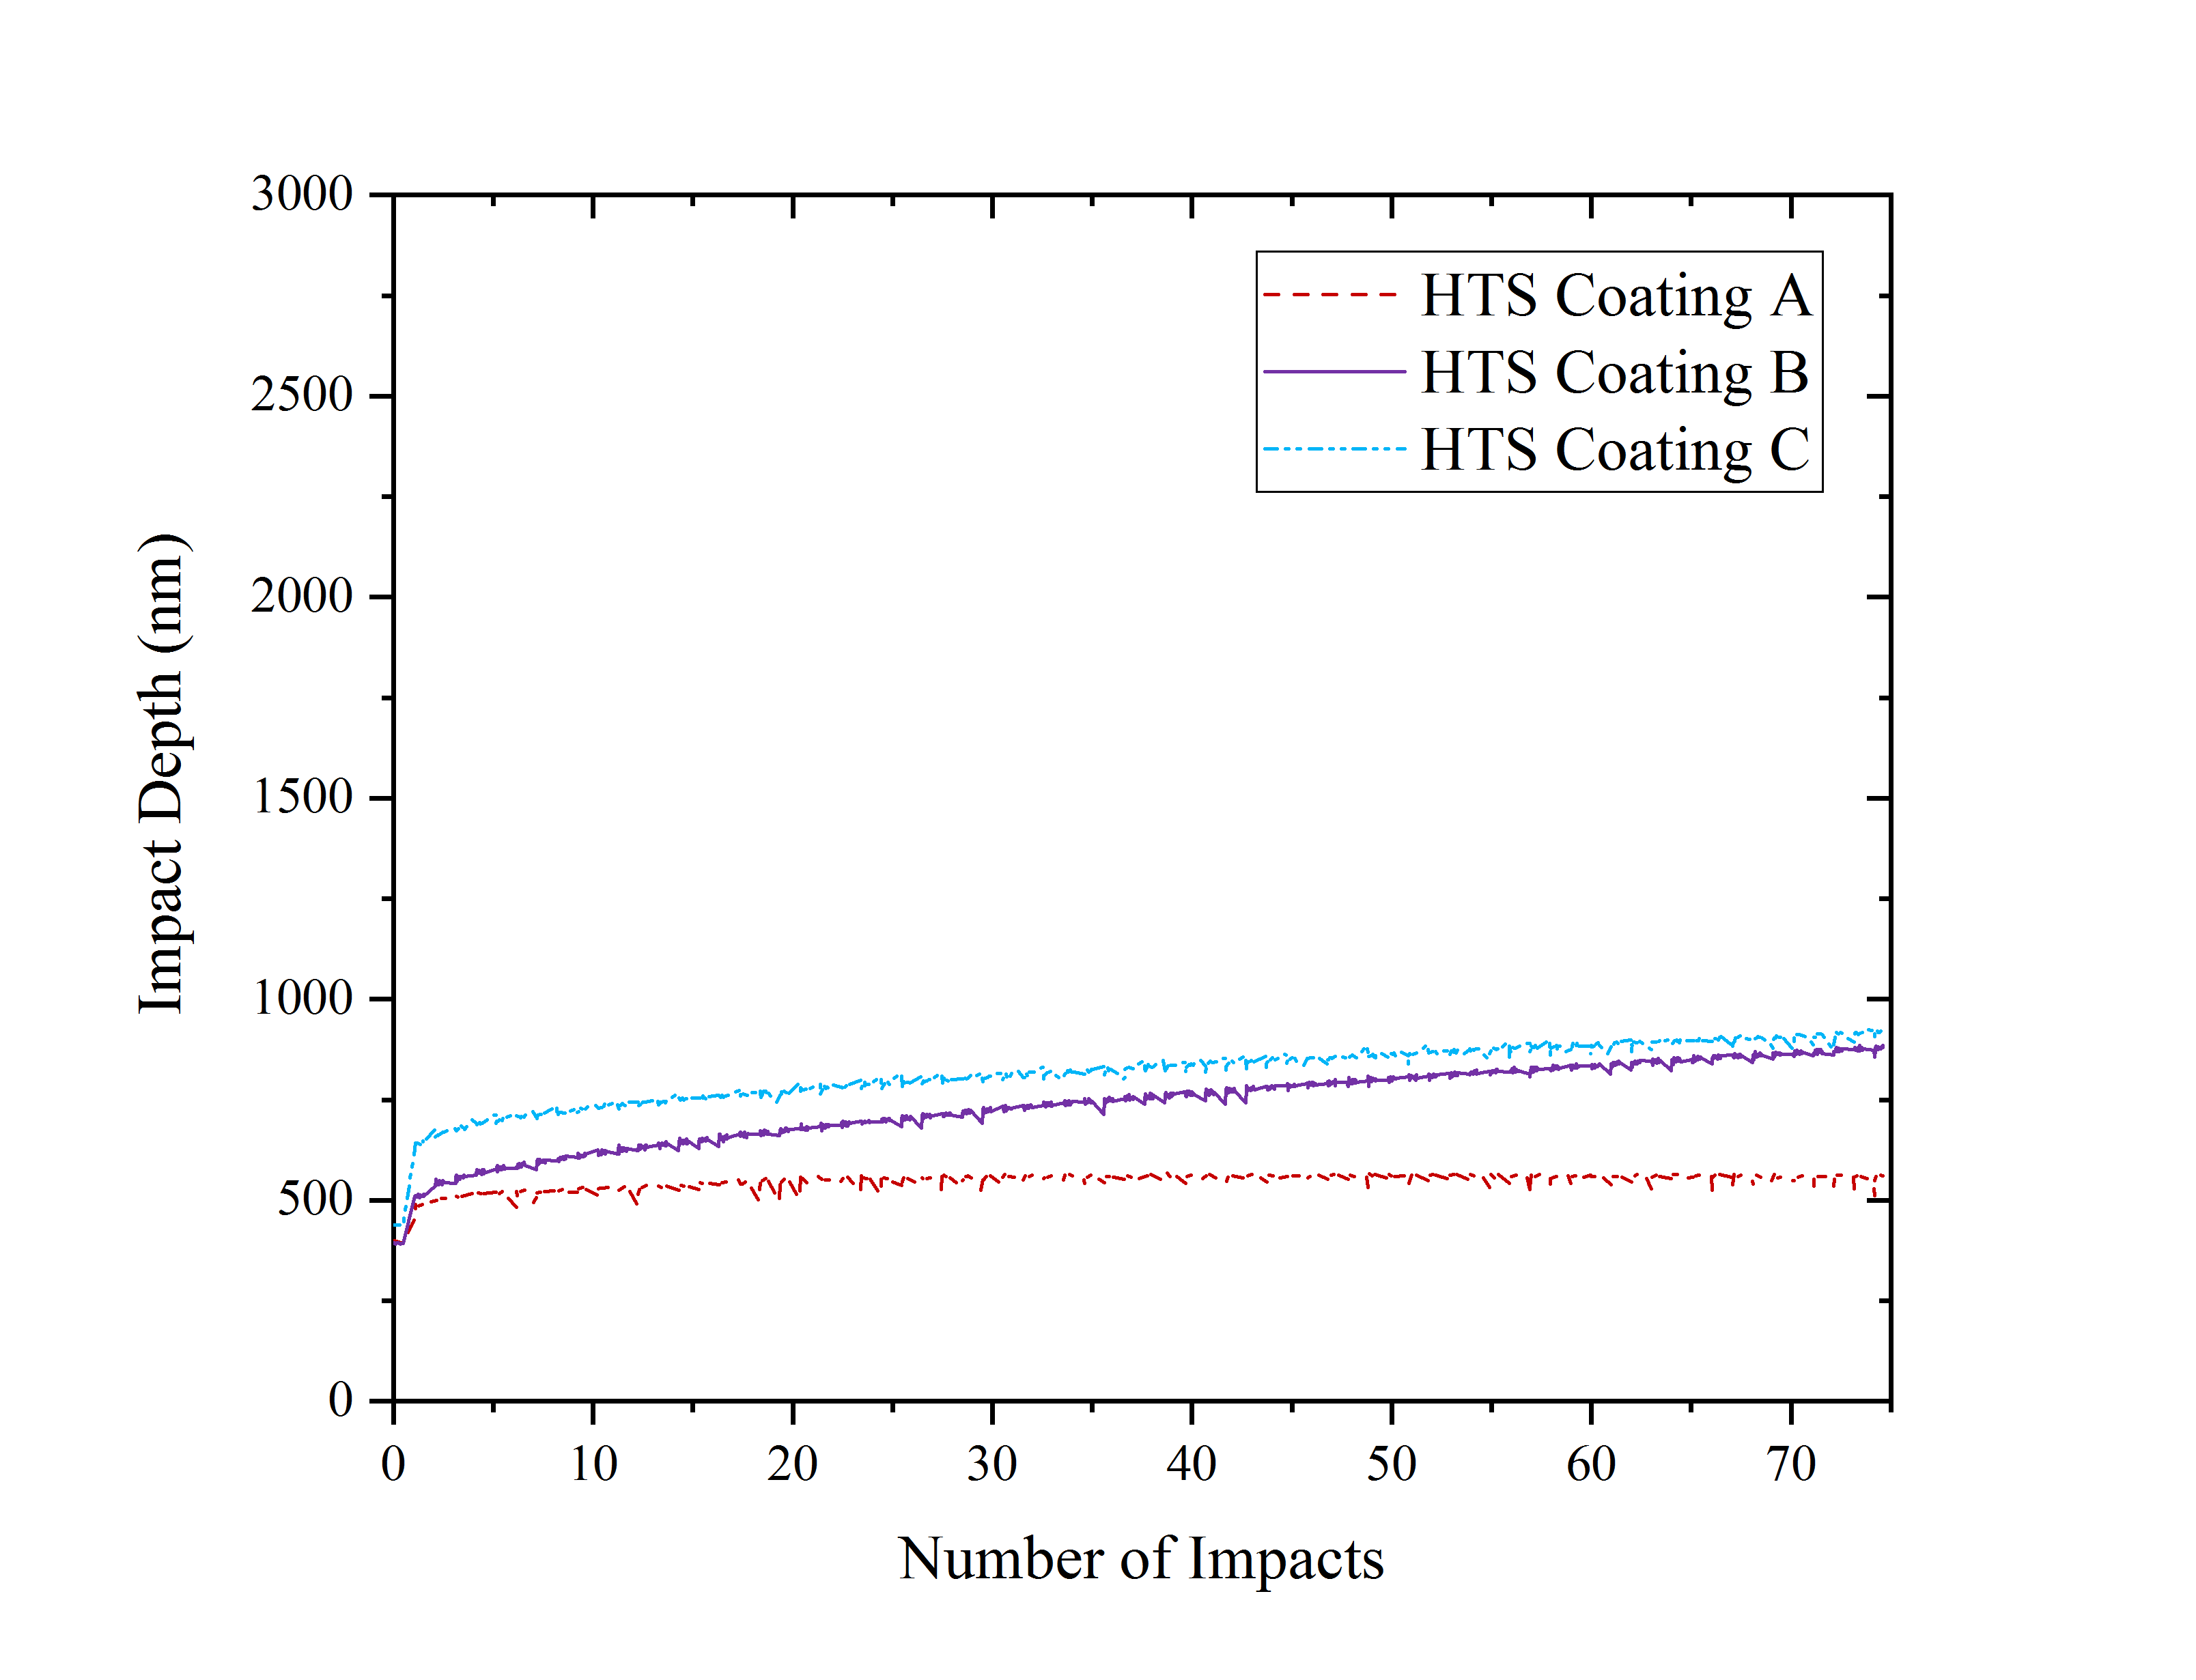 3000
2500
2000
1500
1000
500
0
Impact Depth (nm)
HTS Coating A
HTS Coating B
HTS Coating C
0 10 20 30 40 50 60 70
Number of Impacts